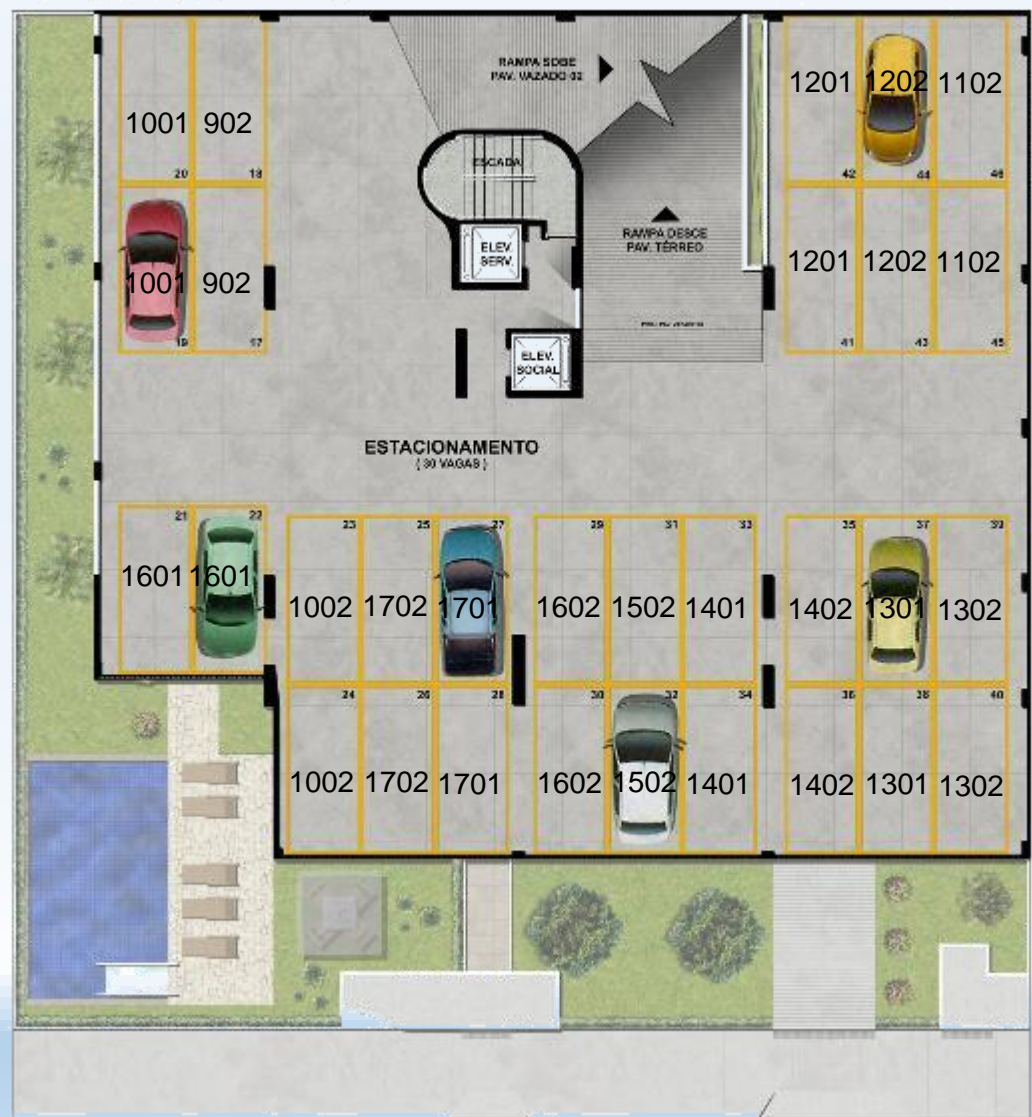 RAMPA SOBE
PAV. VAZADO 02
1201 1202 1102
1001 902
ESCADA
20 18
42 44 46
RAMPA DESCE
PAV. TÉRREO
ELEV.
SERV.
1201 1202 1102
1001 902
19 17
41 43 45
ELEV.
SOCIAL
ESTACIONAMENTO
( 30 VAGAS )
21 22
23 25 27 29 31 33 35 37 39
1601 1601
1002 1702 1701 1602 1502 1401 1402 1301 1302
24 26 28 30 32 34 36 38 40
1002 1702 1701 1602 1502 1401 1402 1301 1302